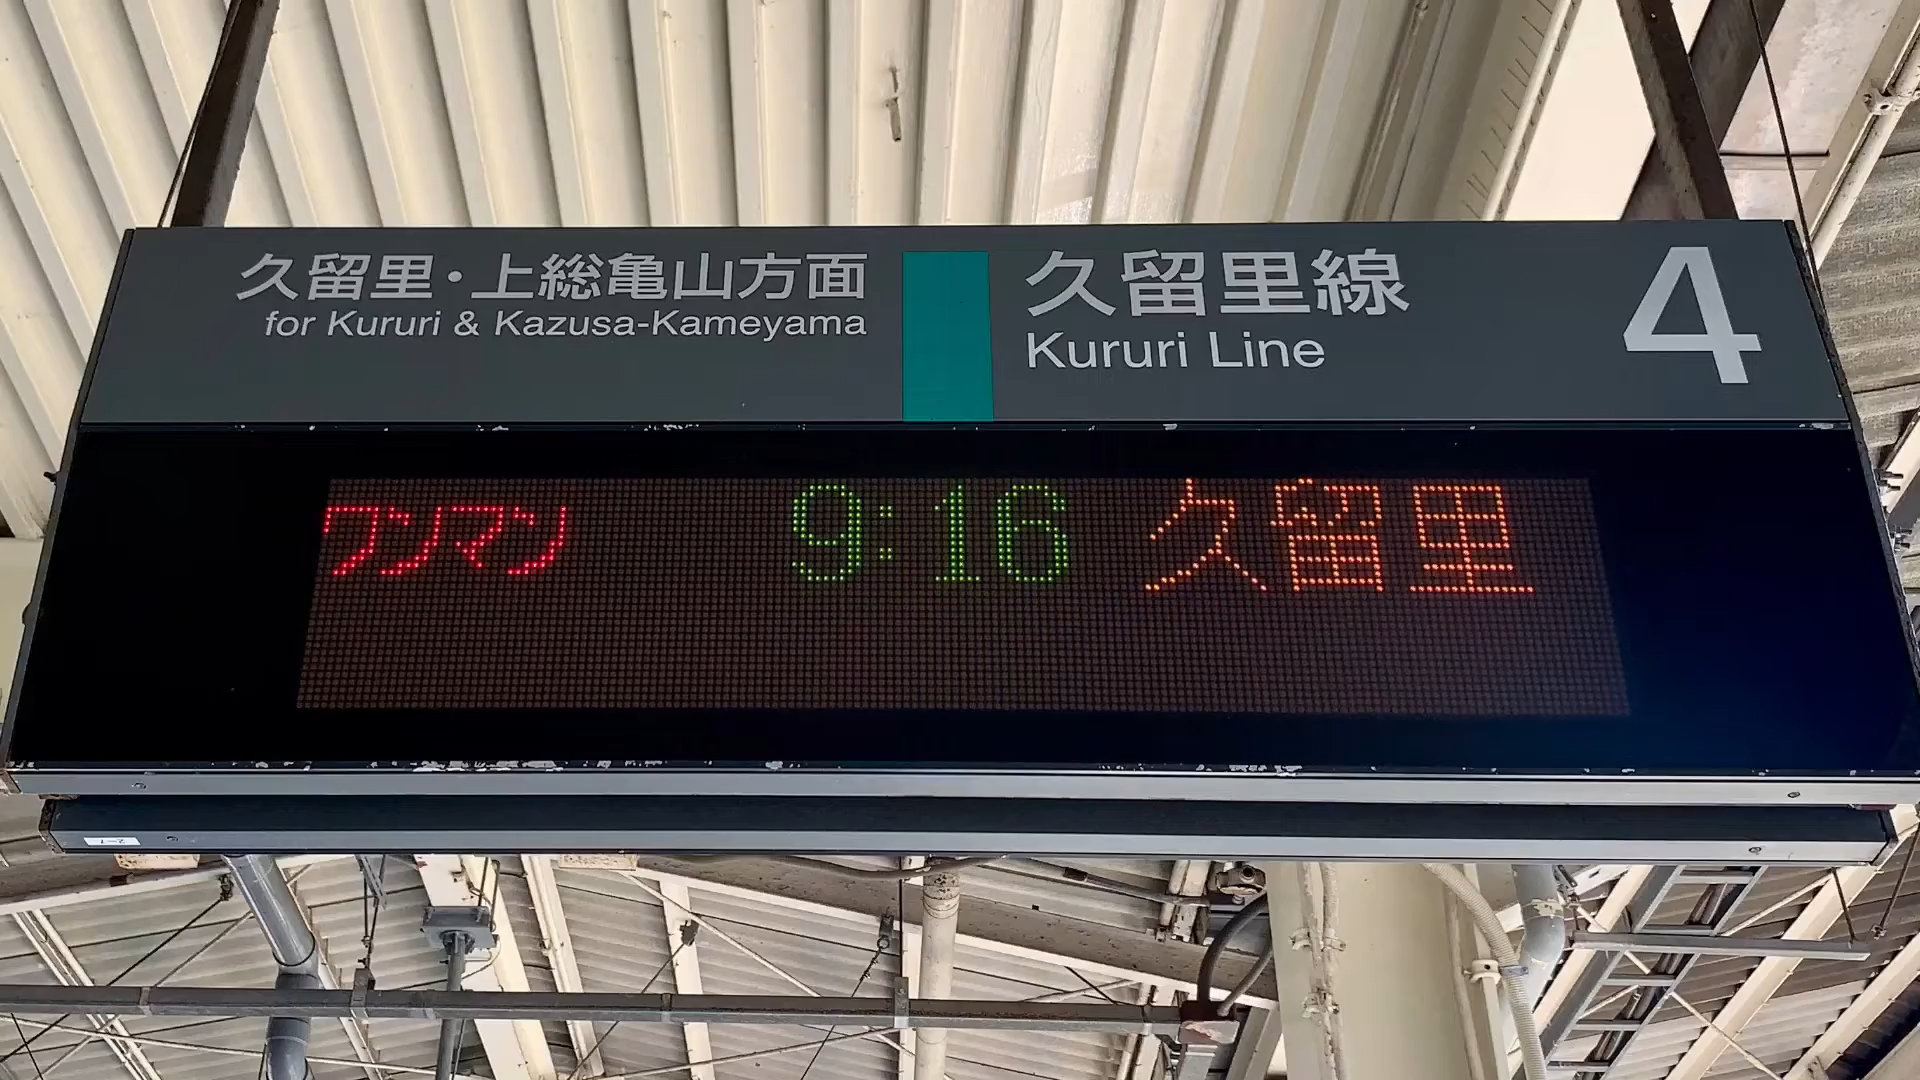 久留里・上総亀山方面
for Kururi & Kazusa-Kameyama
久留里線
Kururi Line
4
ワンマン 9:16 久留里